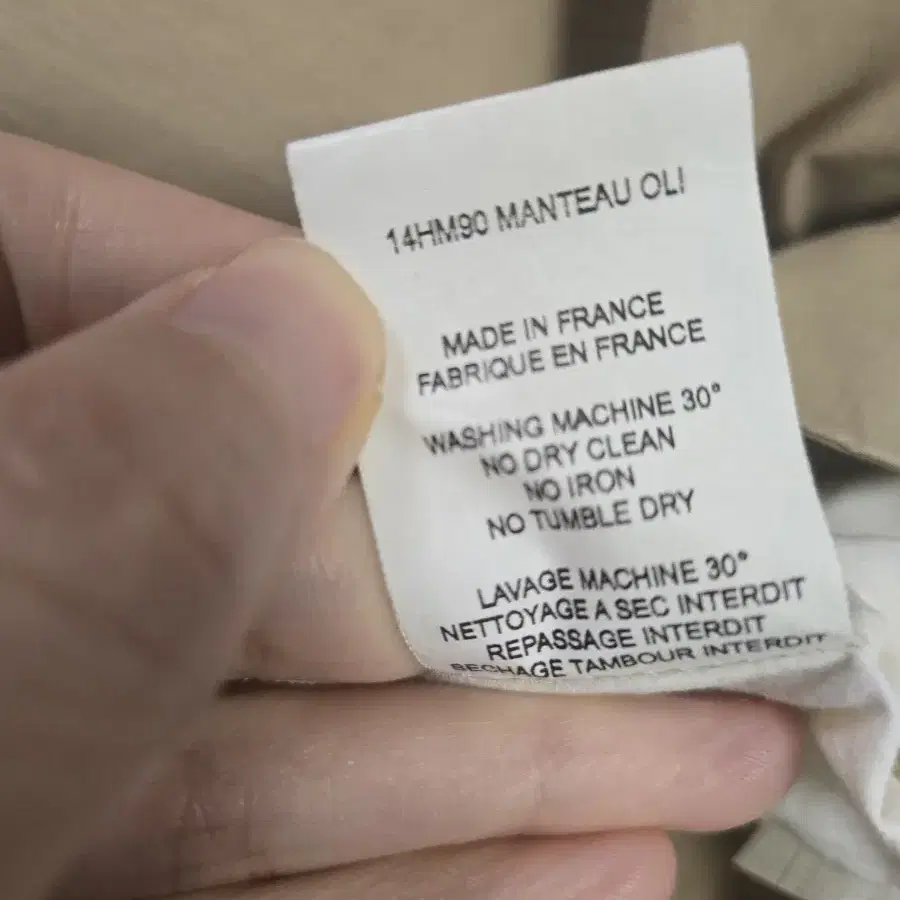 14HM90 MANTEAU OLI
MADE IN FRANCE
FABRIQUE EN FRANCE
WASHING MACHINE 30°
NO DRY CLEAN
NO IRON
NO TUMBLE DRY
LAVAGE MACHINE 30°
NETTOYAGE A SEC INTERDIT
REPASSAGE INTERDIT
SECHAGE TAMBOUR INTERDIT